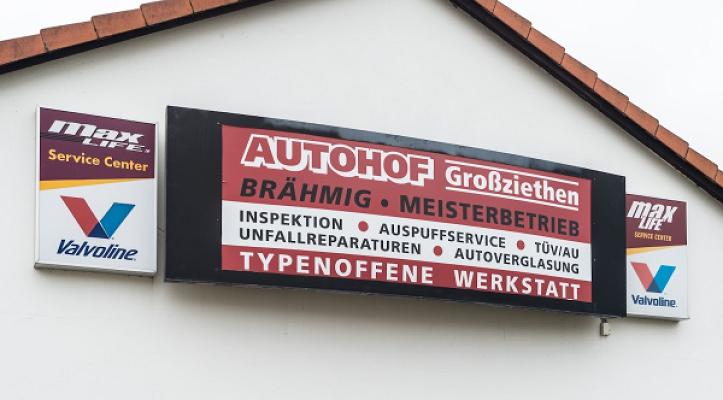 max
LIFE
Service Center
Valvoline
AUTOHOF Großziethen
BRÄHMIG • MEISTERBETRIEB
INSPEKTION • AUSPUFFSERVICE • TÜV/AU
UNFALLREPARATUREN • AUTOVERGLASUNG
TYPENOFFENE WERKSTATT
max
LIFE
SERVICE CENTER
Valvoline